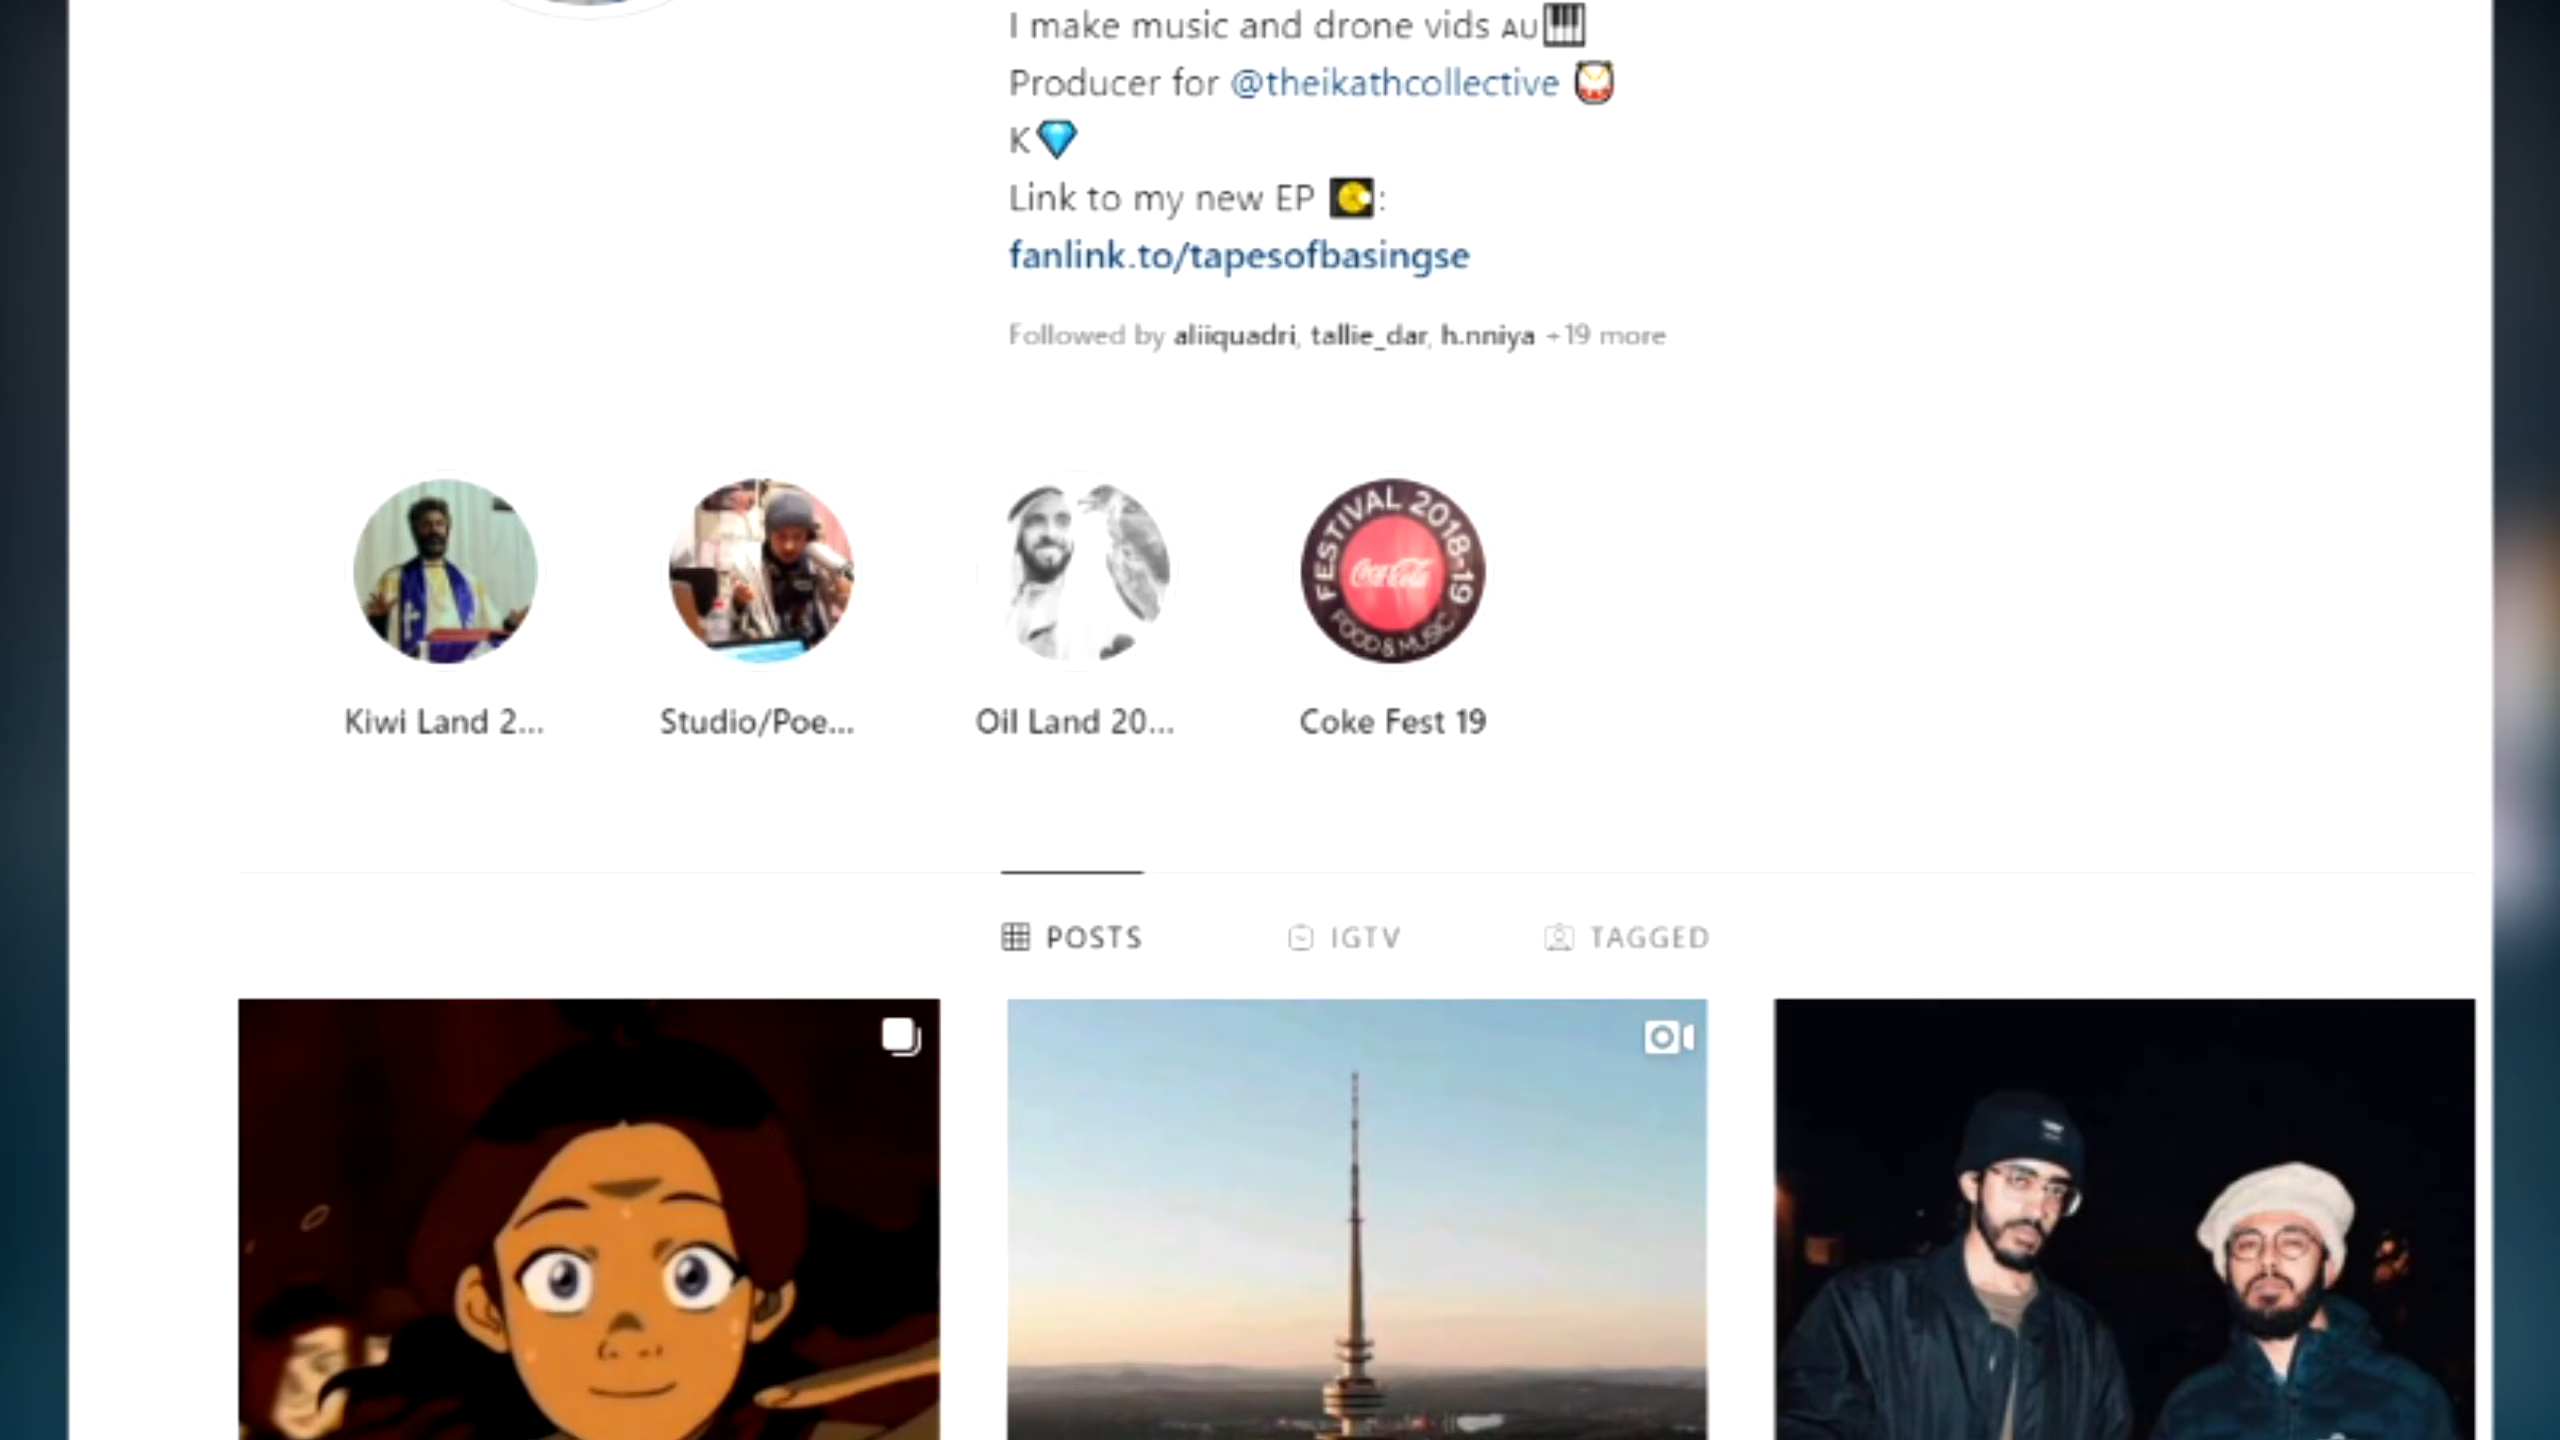 I make music and drone vids AU🎹
Producer for @theikathcollective 🥁
K💎
Link to my new EP 💽:
fanlink.to/tapesofbasingse
Followed by aliiquadri, tallie_dar, h.nniya +19 more
FESTIVAL 2018-19
Coca-Cola
FOOD & MUSIC
Kiwi Land 2...
Studio/Poe...
Oil Land 20...
Coke Fest 19
POSTS
IGTV
TAGGED